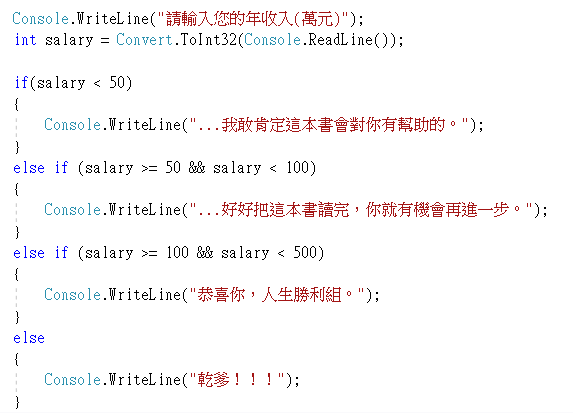 Console.WriteLine("請輸入您的年收入(萬元)");
int salary = Convert.ToInt32(Console.ReadLine());
if(salary < 50)
{
Console.WriteLine("...我敢肯定這本書會對你有幫助的。");
}
else if (salary >= 50 && salary < 100)
{
Console.WriteLine("...好好把這本書讀完，你就有機會再進一步。");
}
else if (salary >= 100 && salary < 500)
{
Console.WriteLine("恭喜你，人生勝利組。");
}
else
{
Console.WriteLine("乾爹！！！");
}